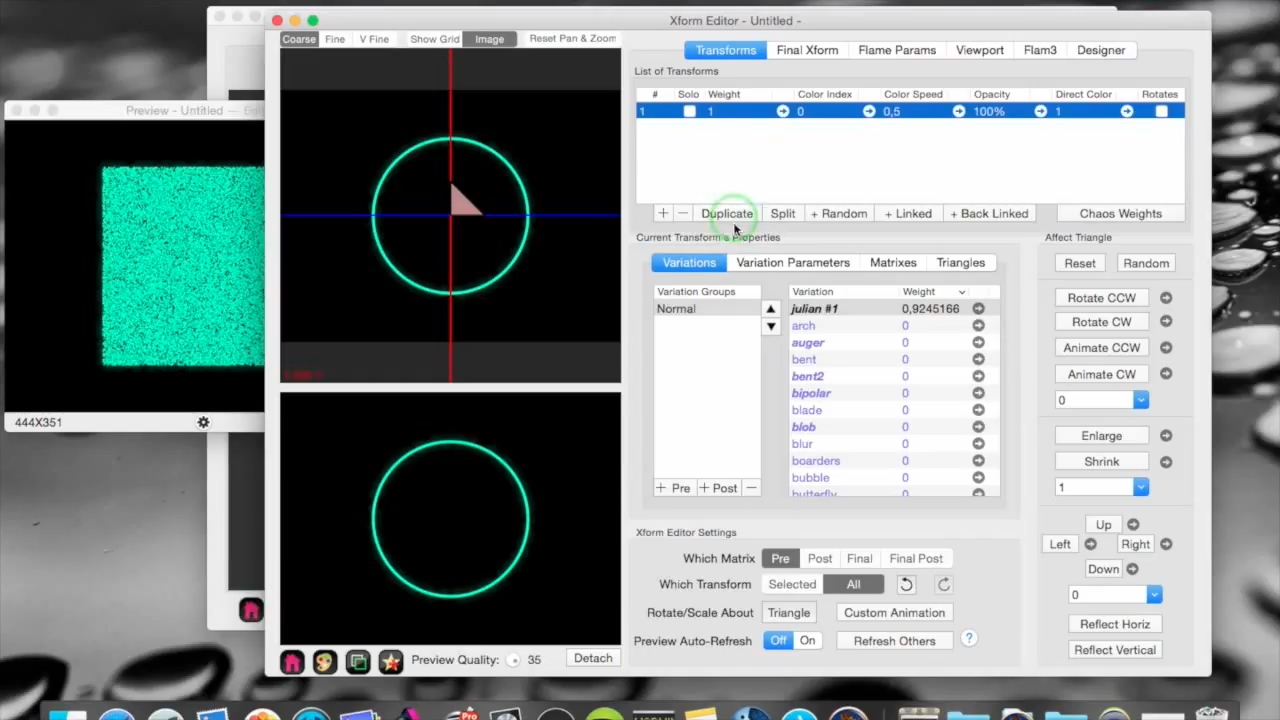 Xform Editor - Untitled -
Coarse Fine V Fine Show Grid Image Reset Pan & Zoom
Transforms Final Xform Flame Params Viewport Flam3 Designer
List of Transforms
# Solo Weight Color Index Color Speed Opacity Direct Color Rotates
1 1 0 0,5 100% 1
Preview - Untitled
+ − Duplicate Split + Random + Linked + Back Linked Chaos Weights
Current Transform's Properties Affect Triangle
Variations Variation Parameters Matrixes Triangles
Reset Random
Variation Groups Variation Weight
Normal
julian #1 0,9245166
arch 0
auger 0
bent 0
bent2 0
bipolar 0
blade 0
blob 0
blur 0
boarders 0
bubble 0
butterfly 0
+ Pre + Post −
Rotate CCW
Rotate CW
Animate CCW
Animate CW
0
Enlarge
Shrink
1
Up
Left Right
Down
0
Reflect Horiz
Reflect Vertical
444X351
Xform Editor Settings
Which Matrix Pre Post Final Final Post
Which Transform Selected All
Rotate/Scale About Triangle Custom Animation
Preview Auto-Refresh Off On Refresh Others ?
Preview Quality: 35 Detach
Pro